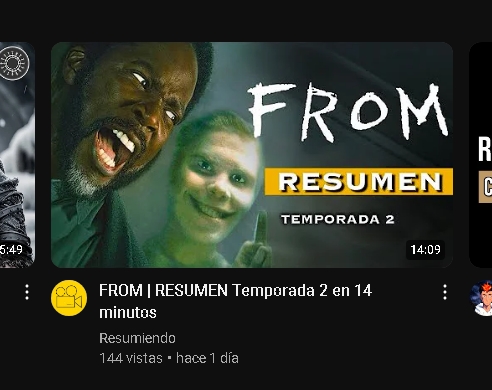 FROM
RESUMEN
TEMPORADA 2
5:49
14:09
R
C
FROM | RESUMEN Temporada 2 en 14
minutos
Resumiendo
144 vistas • hace 1 día